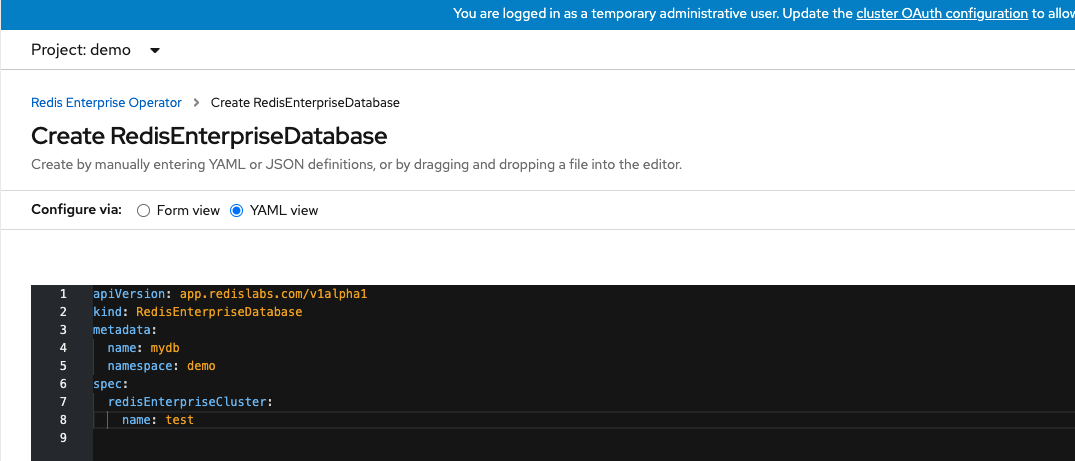 You are logged in as a temporary administrative user. Update the cluster OAuth configuration to allow
Project: demo
Redis Enterprise Operator > Create RedisEnterpriseDatabase
Create RedisEnterpriseDatabase
Create by manually entering YAML or JSON definitions, or by dragging and dropping a file into the editor.
Configure via: Form view YAML view
1 apiVersion: app.redislabs.com/v1alpha1
2 kind: RedisEnterpriseDatabase
3 metadata:
4 name: mydb
5 namespace: demo
6 spec:
7 redisEnterpriseCluster:
8 name: test
9